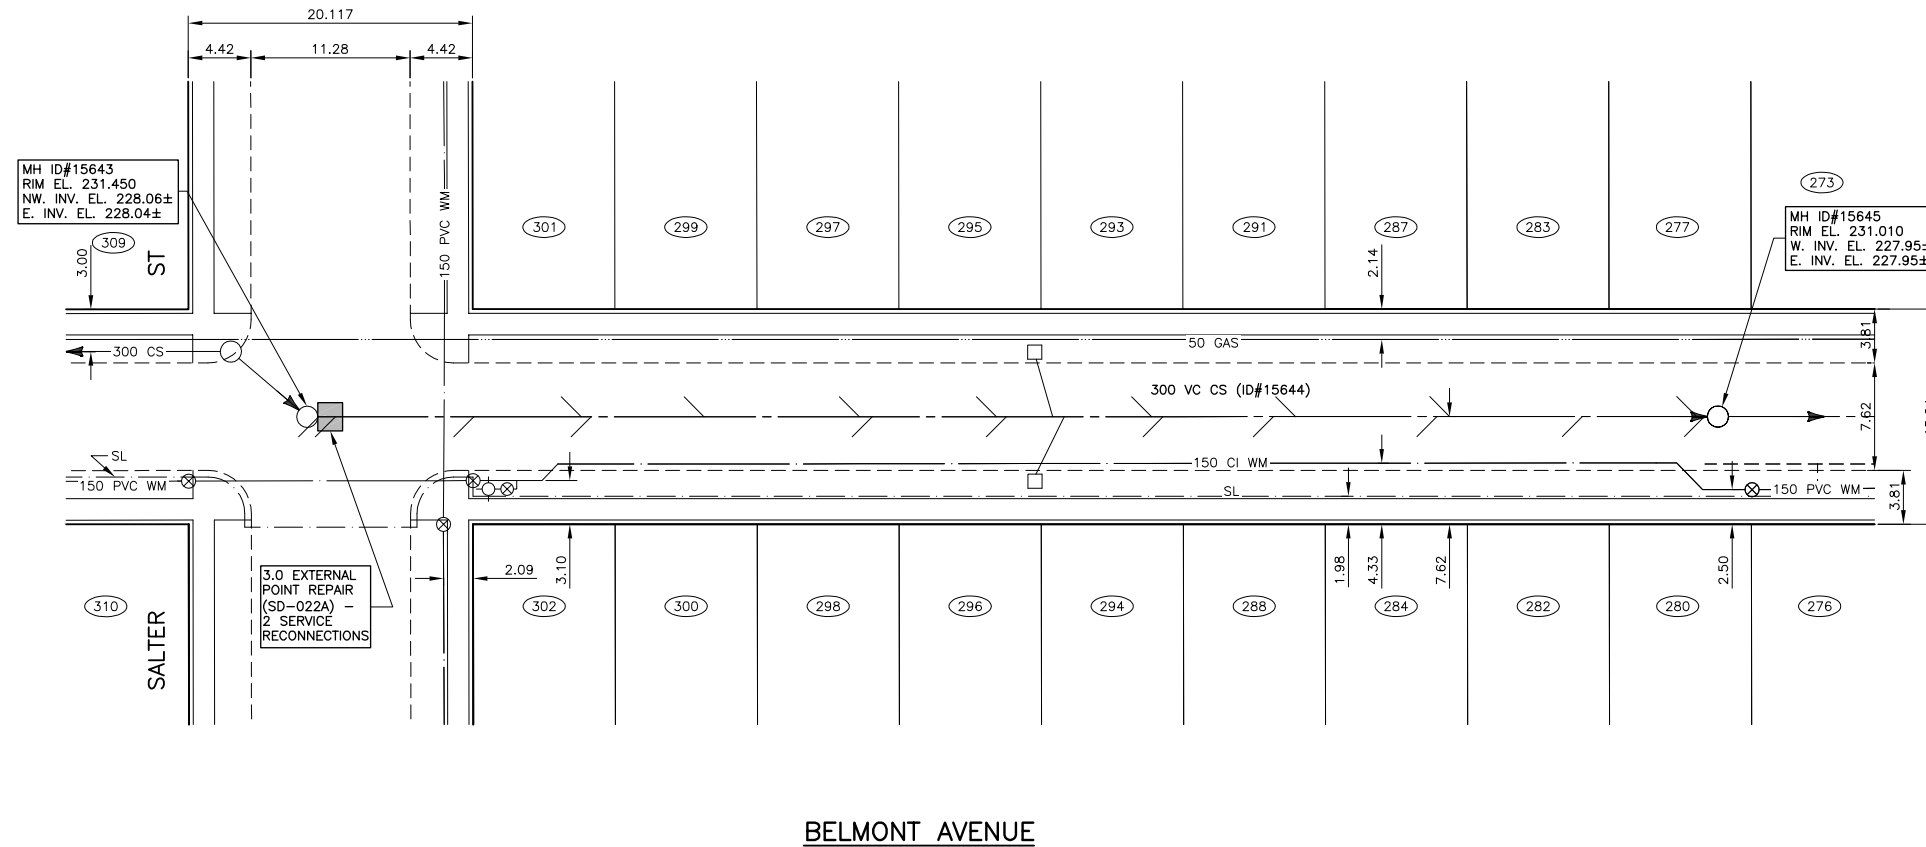 20.117
4.42
11.28
4.42
MH ID#15643
RIM EL. 231.450
NW. INV. EL. 228.06±
E. INV. EL. 228.04±
309
3.00
ST
150 PVC WM
301
299
297
295
293
291
287
283
277
273
2.14
MH ID#15645
RIM EL. 231.010
W. INV. EL. 227.95±
E. INV. EL. 227.95±
300 CS
50 GAS
3.81
300 VC CS (ID#15644)
7.62
SL
150 PVC WM
150 CI WM
SL
150 PVC WM
3.81
3.0 EXTERNAL
POINT REPAIR
(SD-022A) -
2 SERVICE
RECONNECTIONS
2.09
3.10
1.98
4.33
7.62
2.50
310
SALTER
302
300
298
296
294
288
284
282
280
276
BELMONT AVENUE